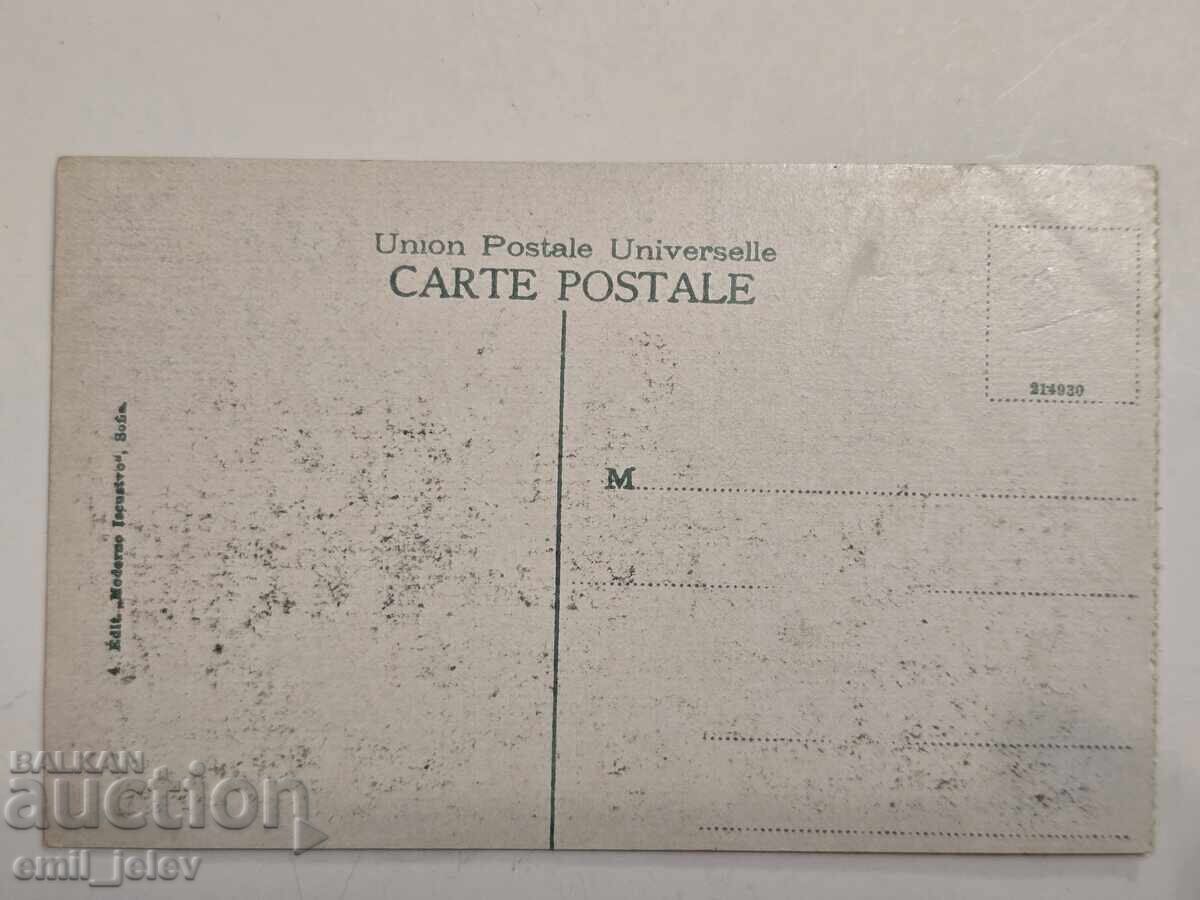 Union Postale Universelle
CARTE POSTALE
214930
M
4. Edit. „Moderno Iscustvo“, Sofia.
BALKAN
auction
emil_jelev